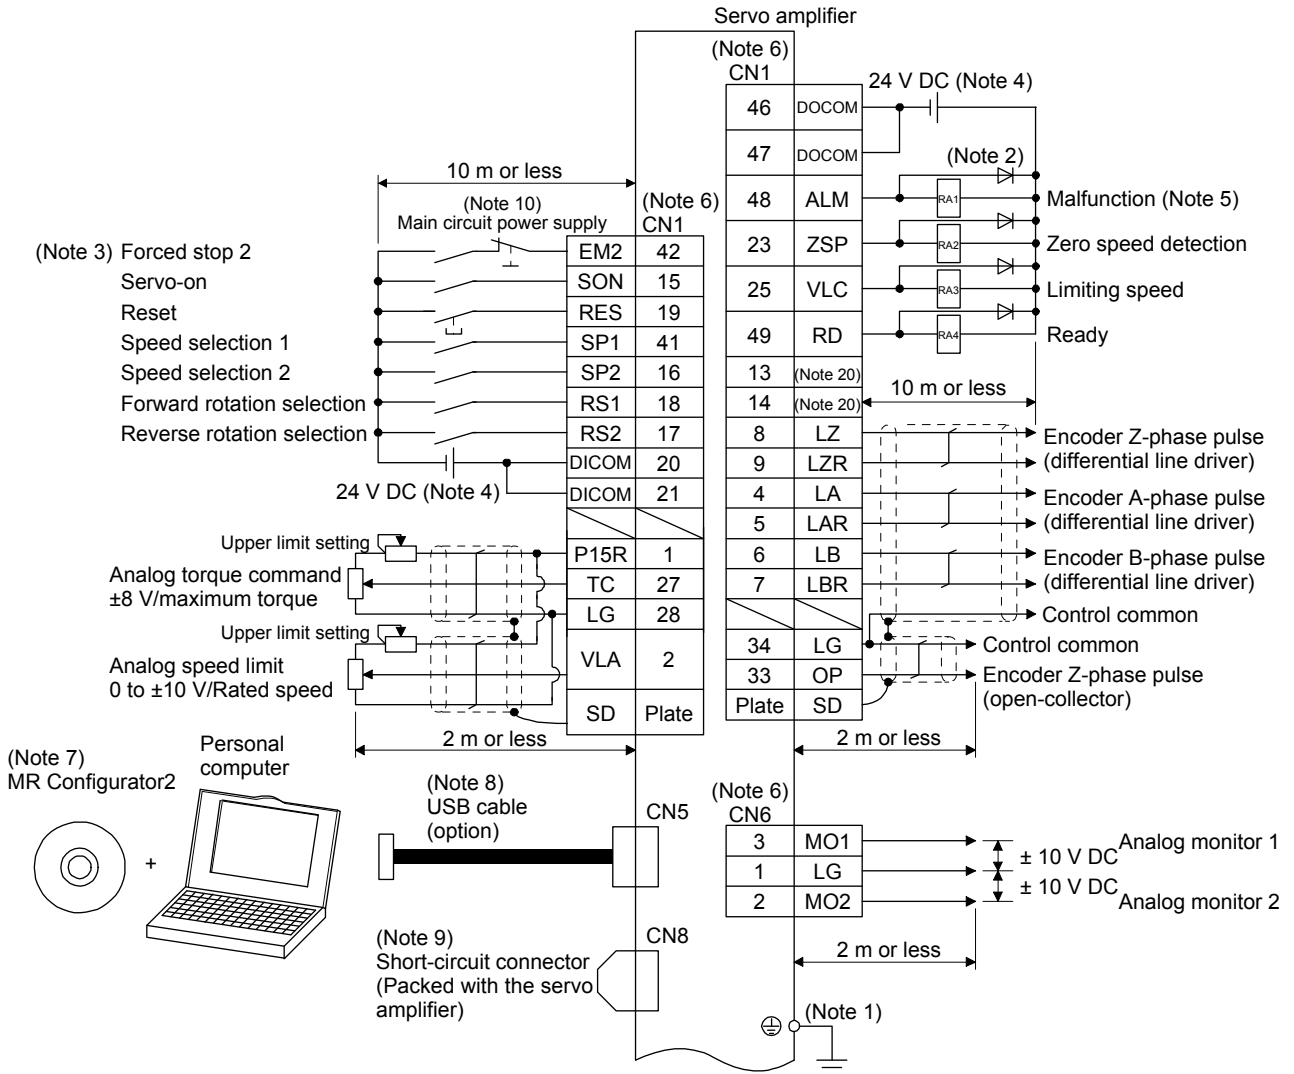 Servo amplifier
(Note 6)
CN1
24 V DC (Note 4)
46 DOCOM
47 DOCOM
(Note 2)
48 ALM RA1 Malfunction (Note 5)
23 ZSP RA2 Zero speed detection
25 VLC RA3 Limiting speed
49 RD RA4 Ready
13 (Note 20)
14 (Note 20)
10 m or less
8 LZ Encoder Z-phase pulse
9 LZR (differential line driver)
4 LA Encoder A-phase pulse
5 LAR (differential line driver)
6 LB Encoder B-phase pulse
7 LBR (differential line driver)
Control common
34 LG Control common
33 OP Encoder Z-phase pulse
(open-collector)
Plate SD
2 m or less
10 m or less
(Note 10)
Main circuit power supply
(Note 6)
CN1
(Note 3) Forced stop 2 EM2 42
Servo-on SON 15
Reset RES 19
Speed selection 1 SP1 41
Speed selection 2 SP2 16
Forward rotation selection RS1 18
Reverse rotation selection RS2 17
DICOM 20
24 V DC (Note 4) DICOM 21
Upper limit setting
P15R 1
Analog torque command
±8 V/maximum torque
TC 27
LG 28
Upper limit setting
Analog speed limit
0 to ±10 V/Rated speed
VLA 2
SD Plate
2 m or less
(Note 7)
MR Configurator2
Personal
computer
+
(Note 8)
USB cable
(option)
CN5
(Note 9)
Short-circuit connector
(Packed with the servo
amplifier)
CN8
(Note 6)
CN6
3 MO1 Analog monitor 1
± 10 V DC
1 LG
± 10 V DC
2 MO2 Analog monitor 2
2 m or less
(Note 1)